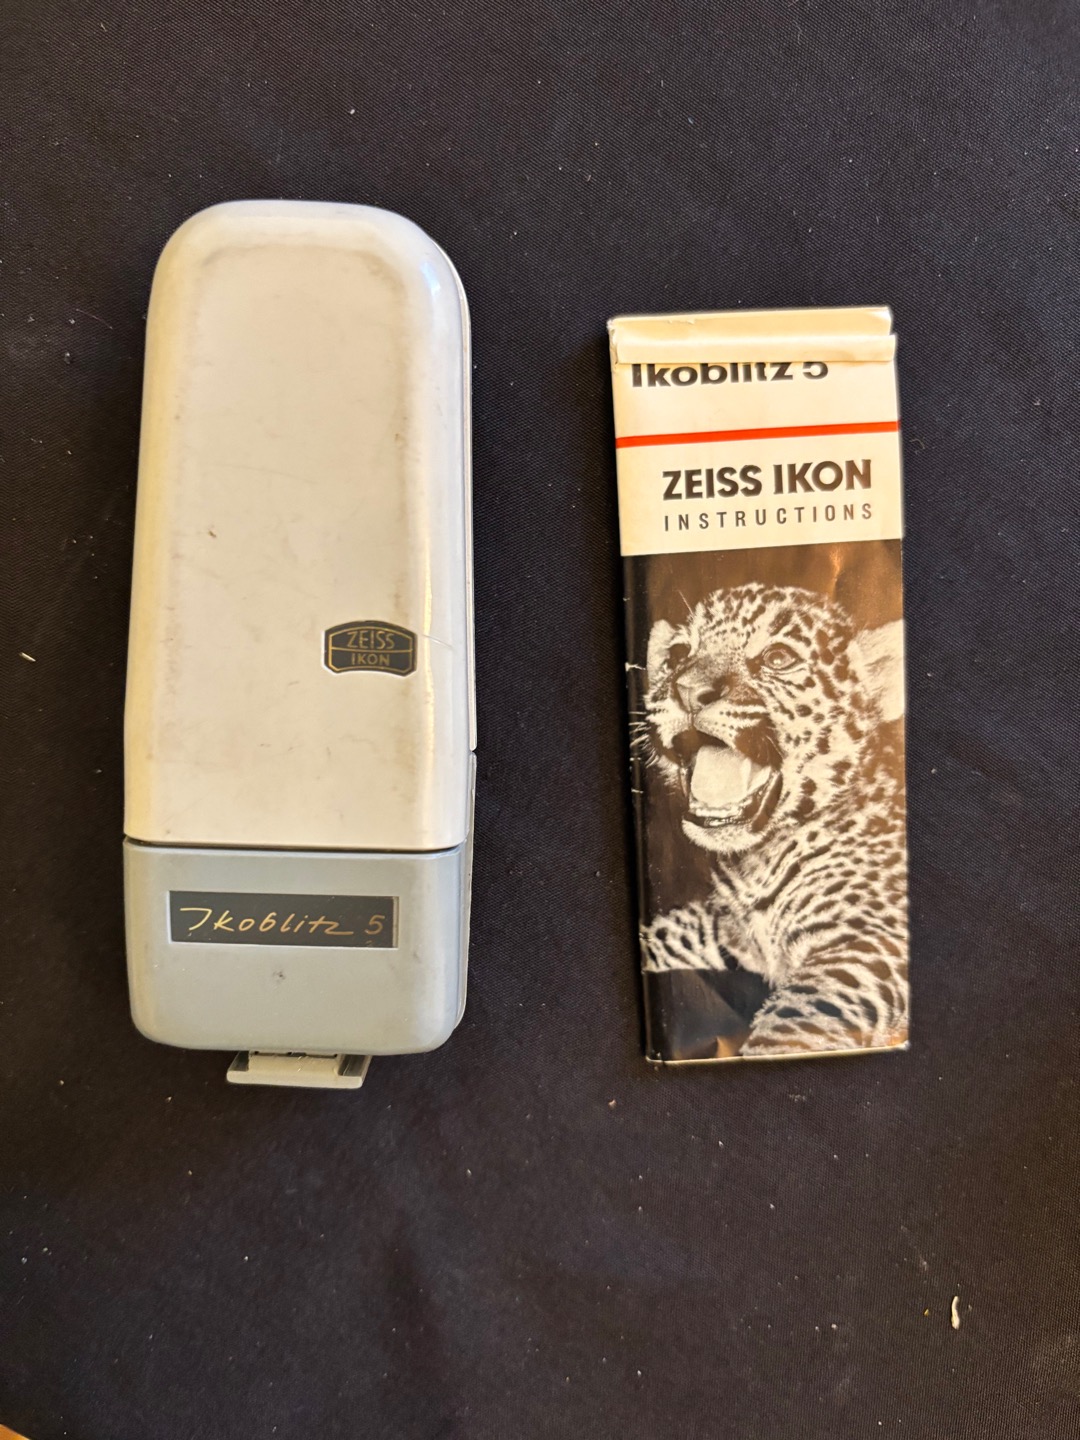 ZEISS
IKON
Ikoblitz 5
Ikoblitz 5
ZEISS IKON
INSTRUCTIONS